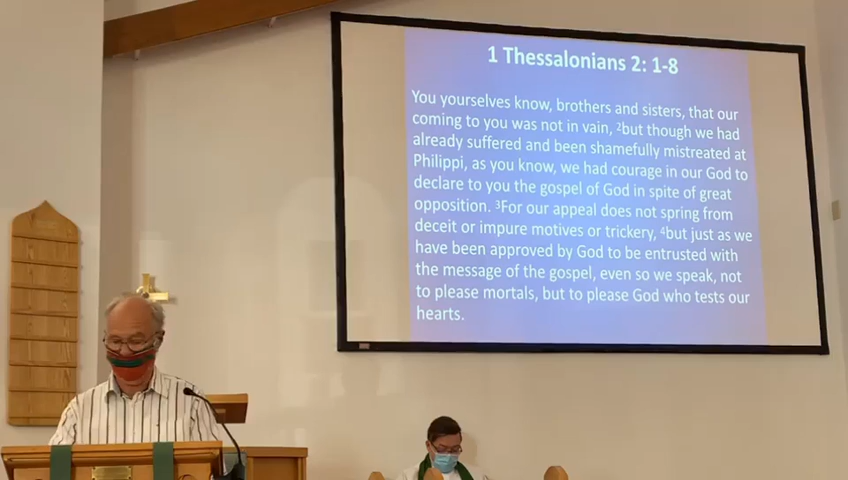 1 Thessalonians 2: 1-8
You yourselves know, brothers and sisters, that our
coming to you was not in vain, ²but though we had
already suffered and been shamefully mistreated at
Philippi, as you know, we had courage in our God to
declare to you the gospel of God in spite of great
opposition. ³For our appeal does not spring from
deceit or impure motives or trickery, ⁴but just as we
have been approved by God to be entrusted with
the message of the gospel, even so we speak, not
to please mortals, but to please God who tests our
hearts.